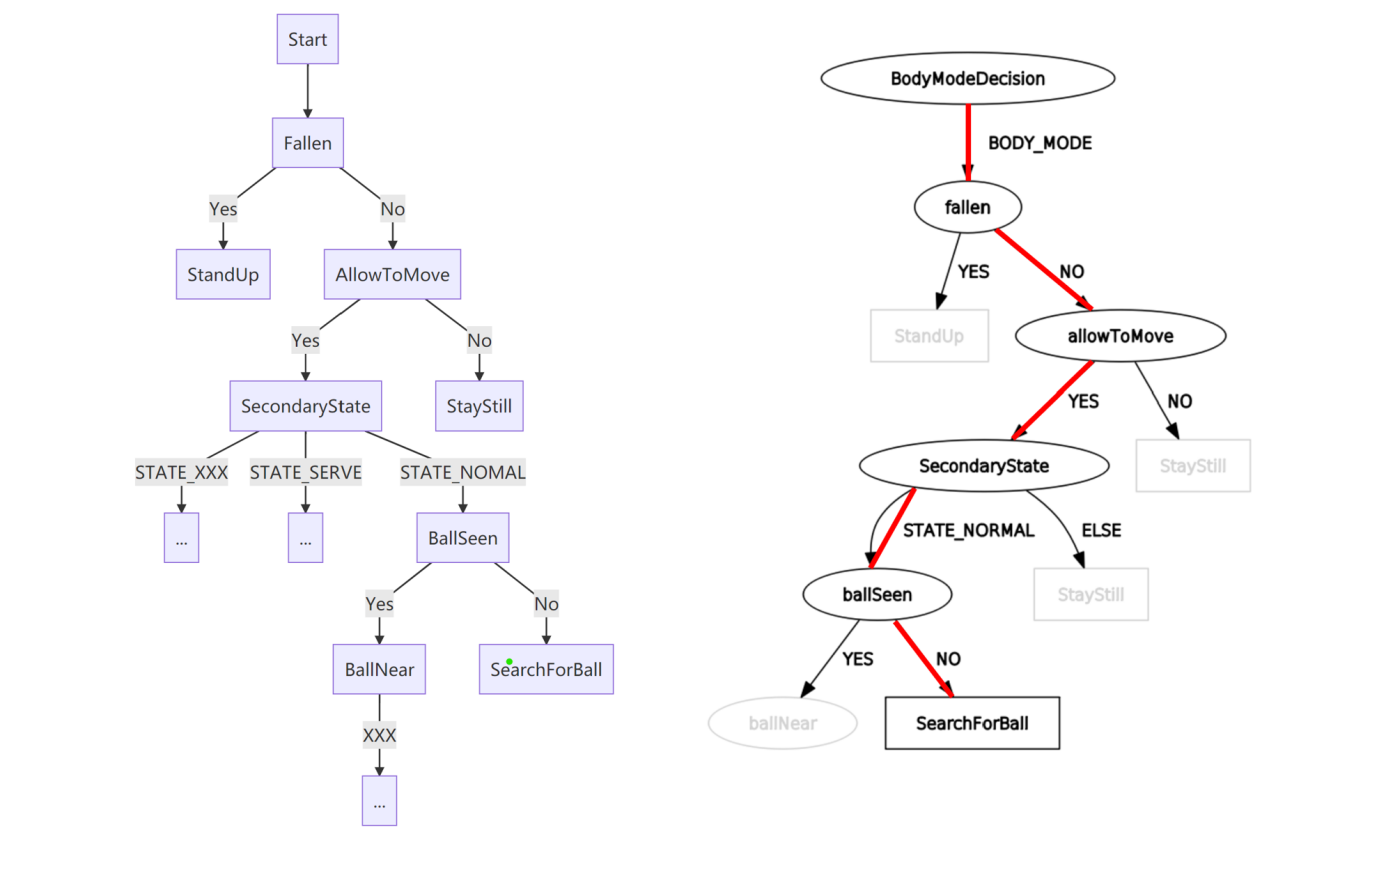 Start
Fallen
Yes
No
StandUp
AllowToMove
Yes
No
SecondaryState
StayStill
STATE_XXX
STATE_SERVE
STATE_NOMAL
...
...
BallSeen
Yes
No
BallNear
SearchForBall
XXX
...
BodyModeDecision
BODY_MODE
fallen
YES
NO
StandUp
allowToMove
YES
NO
SecondaryState
StayStill
STATE_NORMAL
ELSE
ballSeen
StayStill
YES
NO
ballNear
SearchForBall